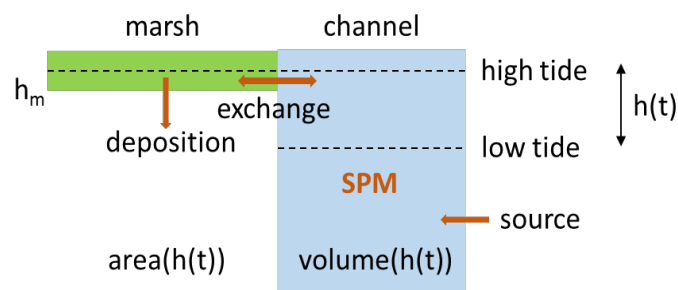 marsh
channel
high tide
hm
exchange
h(t)
deposition
low tide
SPM
source
area(h(t))
volume(h(t))